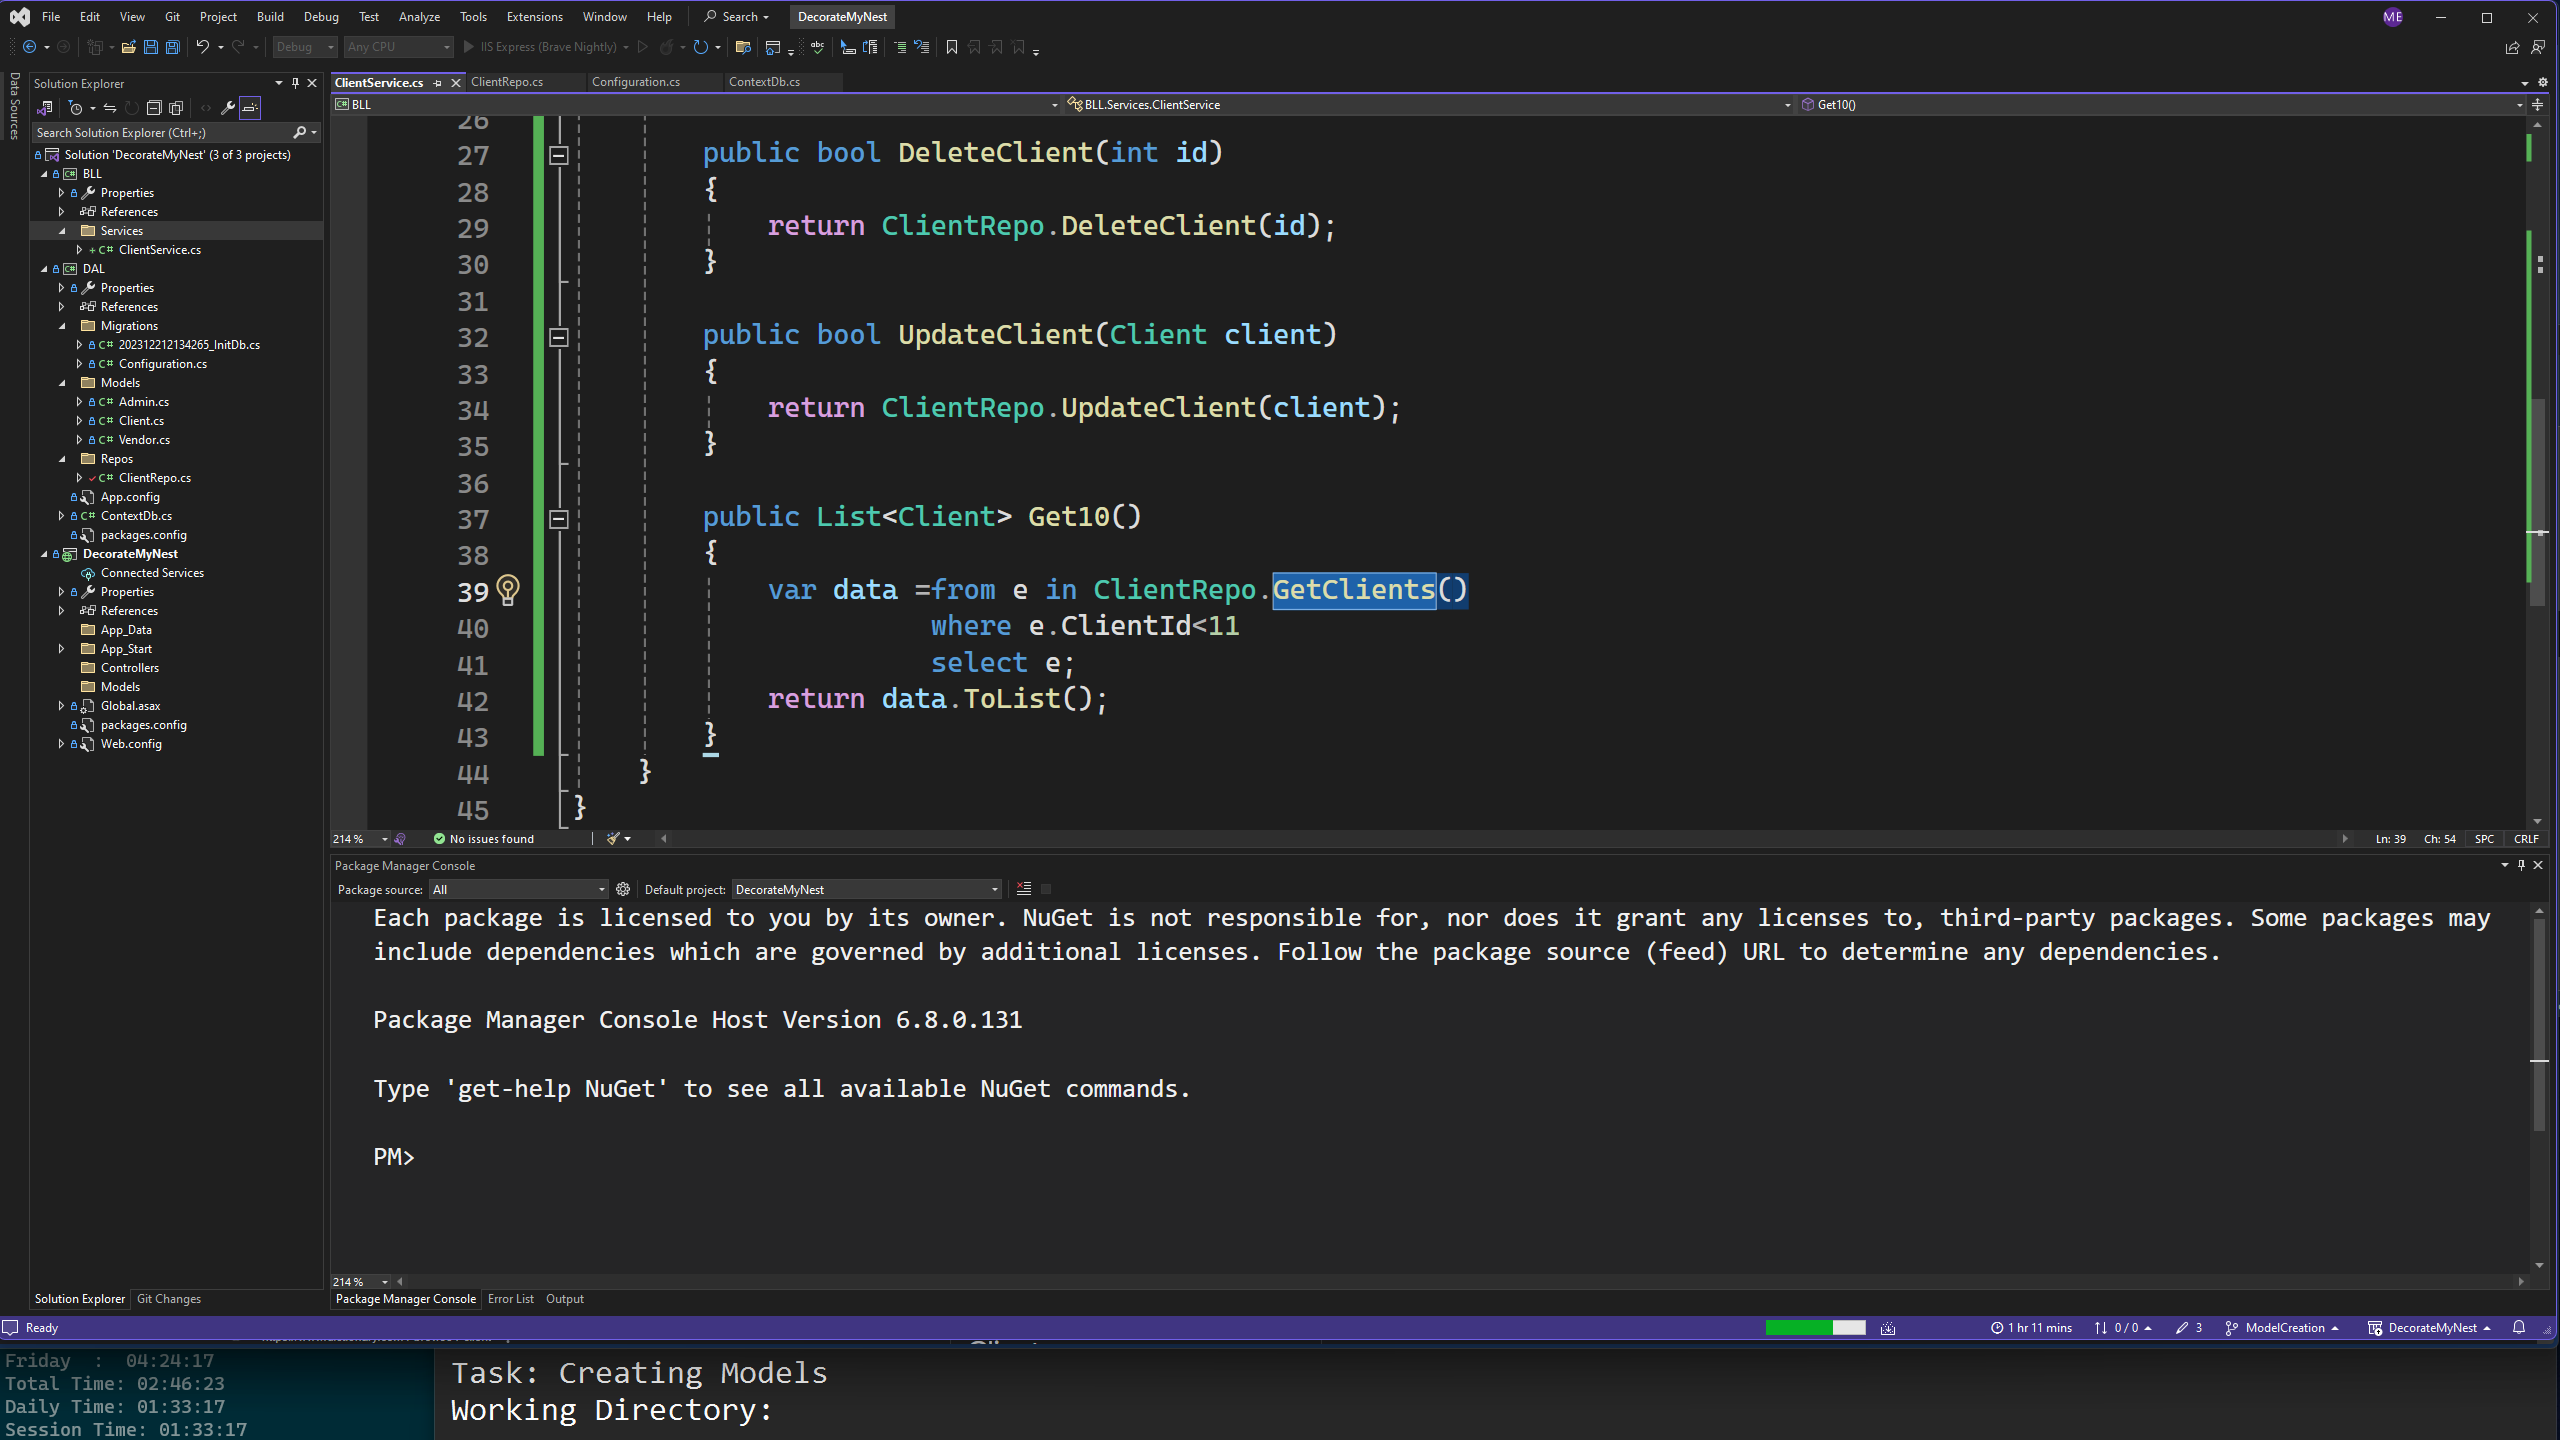 File Edit View Git Project Build Debug Test Analyze Tools Extensions Window Help Search DecorateMyNest ME
Debug Any CPU IIS Express (Brave Nightly)
Data Sources
Solution Explorer
Search Solution Explorer (Ctrl+;)
Solution 'DecorateMyNest' (3 of 3 projects)
BLL
Properties
References
Services
C# ClientService.cs
DAL
Properties
References
Migrations
C# 202312212134265_InitDb.cs
C# Configuration.cs
Models
C# Admin.cs
C# Client.cs
C# Vendor.cs
Repos
C# ClientRepo.cs
App.config
C# ContextDb.cs
packages.config
DecorateMyNest
Connected Services
Properties
References
App_Data
App_Start
Controllers
Models
Global.asax
packages.config
Web.config
Solution Explorer Git Changes
ClientService.cs ClientRepo.cs Configuration.cs ContextDb.cs
C# BLL BLL.Services.ClientService Get10()
26
27 public bool DeleteClient(int id)
28 {
29 return ClientRepo.DeleteClient(id);
30 }
31
32 public bool UpdateClient(Client client)
33 {
34 return ClientRepo.UpdateClient(client);
35 }
36
37 public List<Client> Get10()
38 {
39 var data =from e in ClientRepo.GetClients()
40 where e.ClientId<11
41 select e;
42 return data.ToList();
43 }
44 }
45 }
214 % No issues found Ln: 39 Ch: 54 SPC CRLF
Package Manager Console
Package source: All Default project: DecorateMyNest
Each package is licensed to you by its owner. NuGet is not responsible for, nor does it grant any licenses to, third-party packages. Some packages may
include dependencies which are governed by additional licenses. Follow the package source (feed) URL to determine any dependencies.
Package Manager Console Host Version 6.8.0.131
Type 'get-help NuGet' to see all available NuGet commands.
PM>
214 %
Package Manager Console Error List Output
Ready 1 hr 11 mins 0 / 0 3 ModelCreation DecorateMyNest
Friday : 04:24:17
Total Time: 02:46:23
Daily Time: 01:33:17
Session Time: 01:33:17
Task: Creating Models
Working Directory: